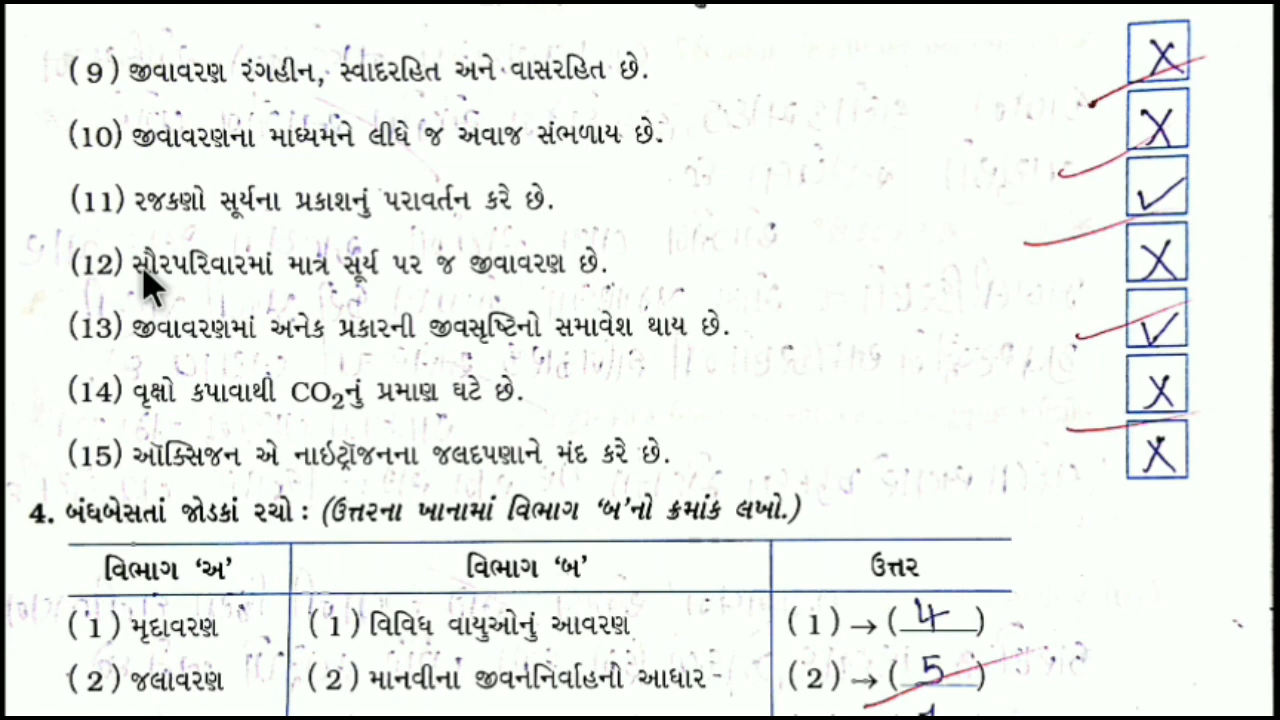 (9) જીવાવરણ રંગહીન, સ્વાદરહિત અને વાસરહિત છે. X
(10) જીવાવરણના માધ્યમને લીધે જ અવાજ સંભળાય છે. X
(11) રજકણો સૂર્યના પ્રકાશનું પરાવર્તન કરે છે. ✓
(12) સૌરપરિવારમાં માત્ર સૂર્ય પર જ જીવાવરણ છે. X
(13) જીવાવરણમાં અનેક પ્રકારની જીવસૃષ્ટિનો સમાવેશ થાય છે. ✓
(14) વૃક્ષો કપાવાથી CO₂નું પ્રમાણ ઘટે છે. X
(15) ઑક્સિજન એ નાઇટ્રૉજનના જલદપણાને મંદ કરે છે. X
4. બંધબેસતાં જોડકાં રચો : (ઉત્તરના ખાનામાં વિભાગ ‘બ’નો ક્રમાંક લખો.)
વિભાગ ‘અ’ વિભાગ ‘બ’ ઉત્તર
(1) મૃદાવરણ (1) વિવિધ વાયુઓનું આવરણ (1) → (4)
(2) જલાવરણ (2) માનવીના જીવનનિર્વાહનો આધાર (2) → (5)